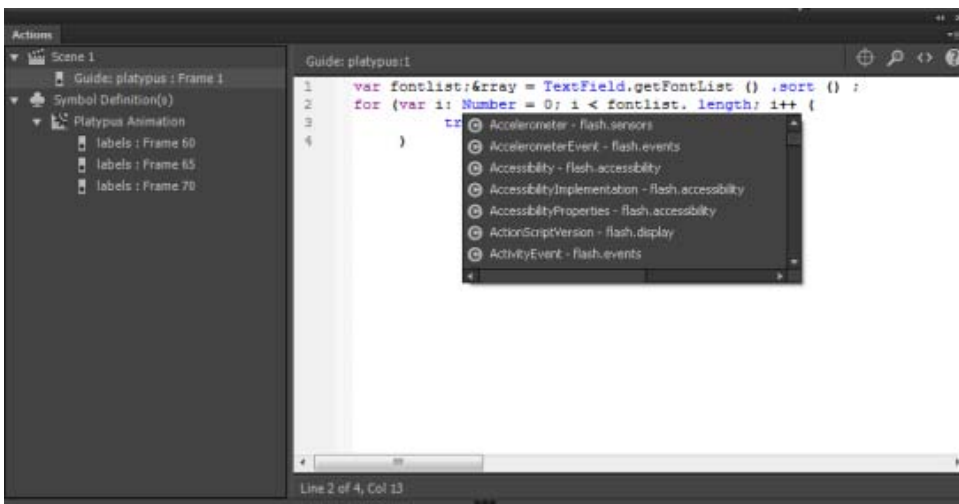 Actions
Scene 1
Guide: platypus : Frame 1
Symbol Definition(s)
Platypus Animation
labels : Frame 60
labels : Frame 65
labels : Frame 70
Guide: platypus:1
1 var fontlist;&rray = TextField.getFontList () .sort () ;
2 for (var i: Number = 0; i < fontlist. length; i++ {
3 tr
4 }
Accelerometer - flash.sensors
AccelerometerEvent - flash.events
Accessibility - flash.accessibility
AccessibilityImplementation - flash.accessibility
AccessibilityProperties - flash.accessibility
ActionScriptVersion - flash.display
ActivityEvent - flash.events
Line 2 of 4, Col 13